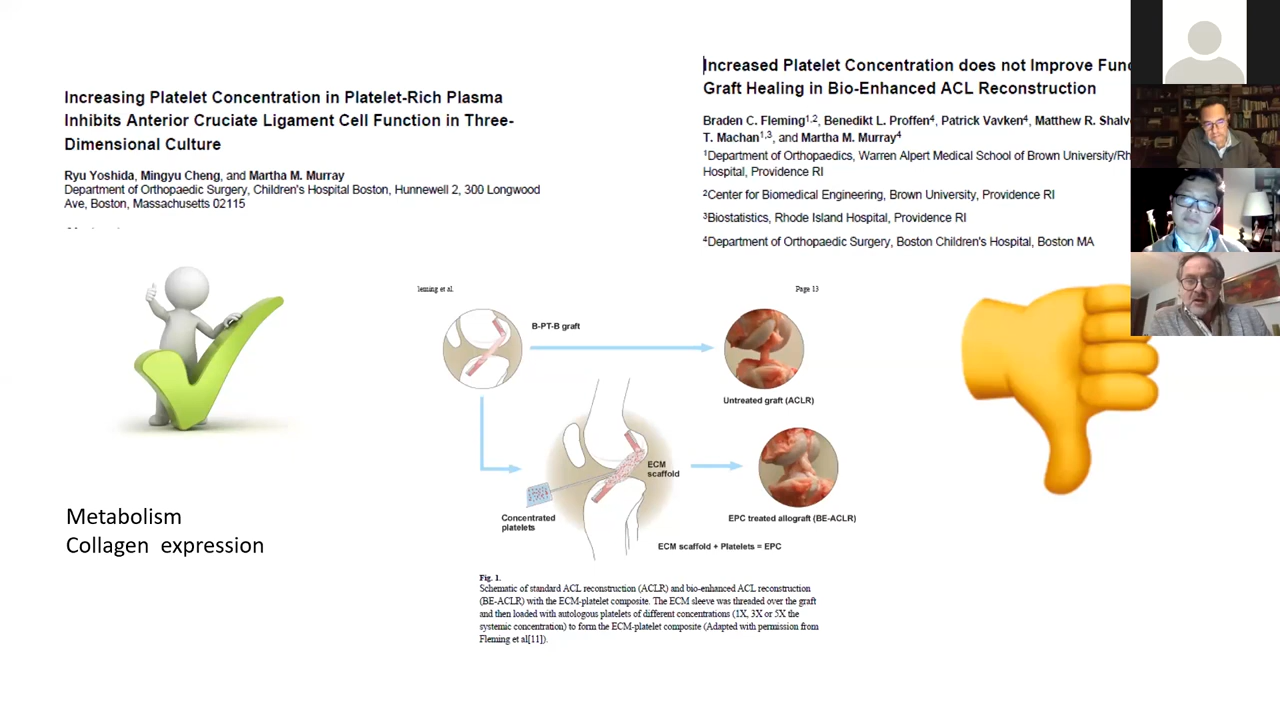 Increasing Platelet Concentration in Platelet-Rich Plasma
Inhibits Anterior Cruciate Ligament Cell Function in Three-
Dimensional Culture
Ryu Yoshida, Mingyu Cheng, and Martha M. Murray
Department of Orthopaedic Surgery, Children's Hospital Boston, Hunnewell 2, 300 Longwood
Ave, Boston, Massachusetts 02115
Increased Platelet Concentration does not Improve
Graft Healing in Bio-Enhanced ACL Reconstruction
Braden C. Fleming1,2, Benedikt L. Proffen4, Patrick Vavken4, Matthew R.
T. Machan1,3, and Martha M. Murray4
1Department of Orthopaedics, Warren Alpert Medical School of Brown
Hospital, Providence RI
2Center for Biomedical Engineering, Brown University, Providence RI
3Biostatistics, Rhode Island Hospital, Providence RI
4Department of Orthopaedic Surgery, Boston Children's Hospital, Boston MA
leming et al.
Page 13
B-PT-B graft
Untreated graft (ACLR)
ECM
scaffold
Concentrated
platelets
EPC treated allograft (BE-ACLR)
ECM scaffold + Platelets = EPC
Metabolism
Collagen expression
Fig. 1.
Schematic of standard ACL reconstruction (ACLR) and bio-enhanced ACL reconstruction
(BE-ACLR) with the ECM-platelet composite. The ECM sleeve was threaded over the graft
and then loaded with autologous platelets of different concentrations (1X, 3X or 5X the
systemic concentration) to form the ECM-platelet composite (Adapted with permission from
Fleming et al[11]).